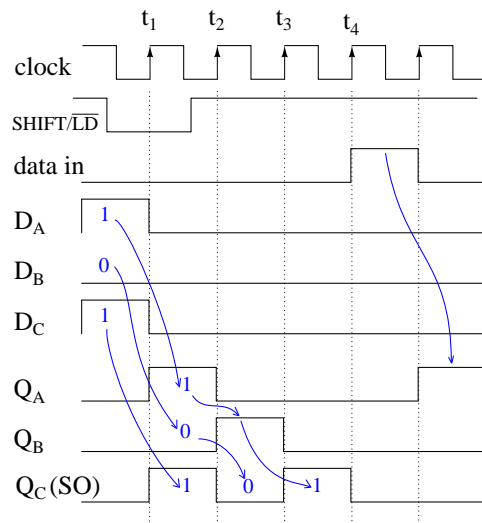 t1 t2 t3 t4
clock
SHIFT/L̅D̅
data in
DA 1
DB 0
DC 1
QA 1
QB 0
QC (SO) 1 0 1